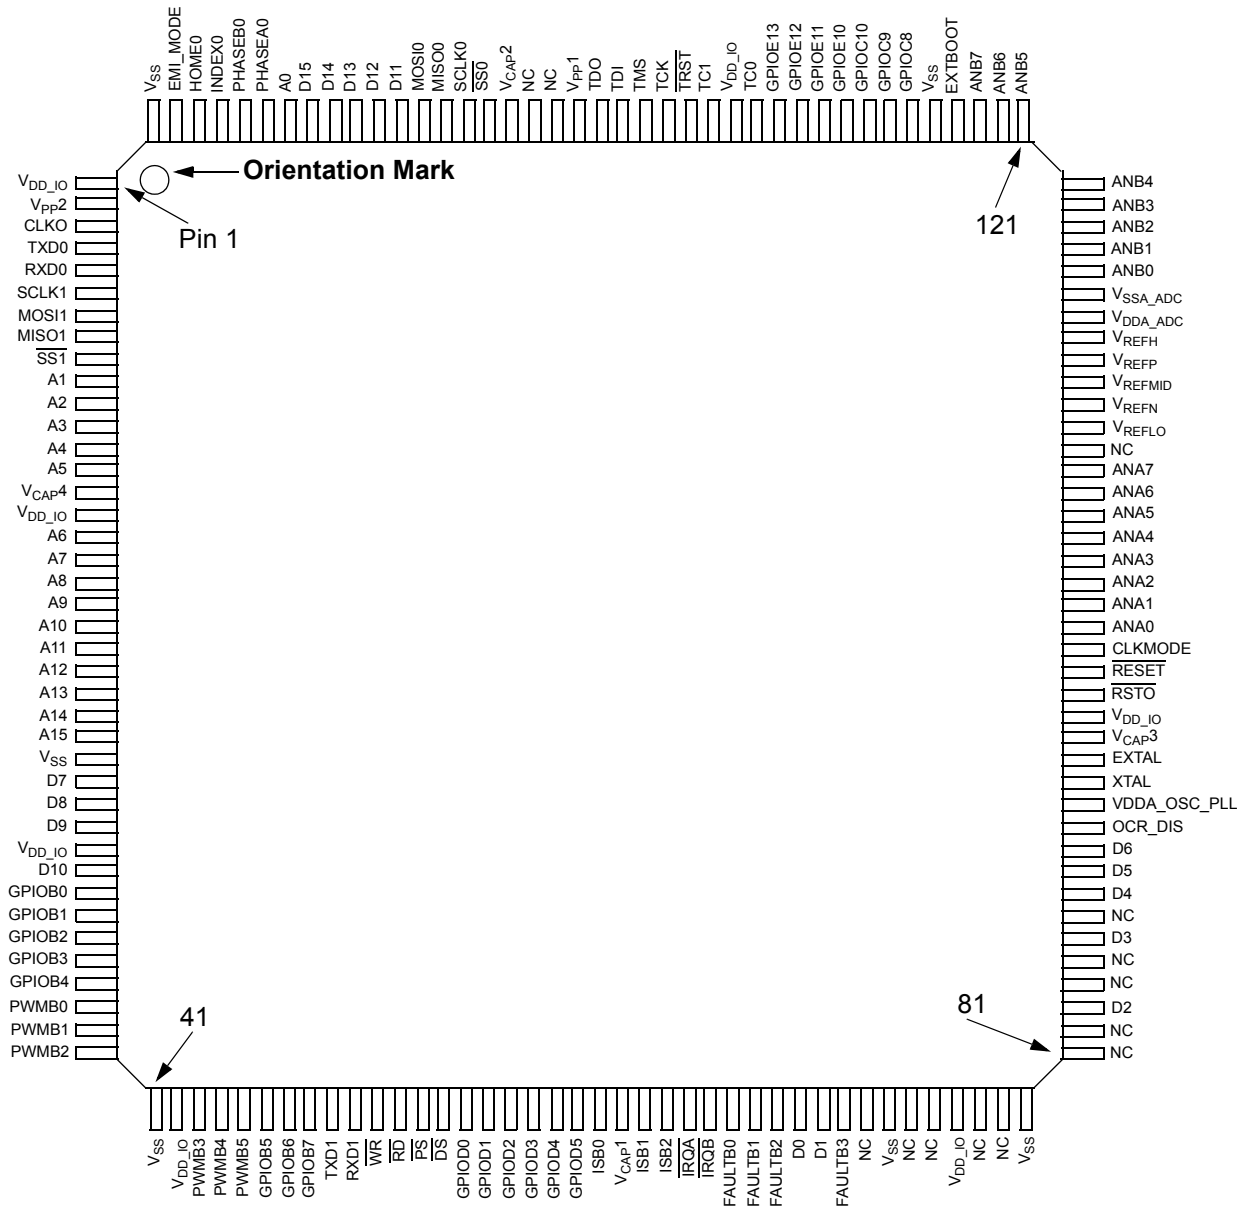 VSS
EMI_MODE
HOME0
INDEX0
PHASEB0
PHASEA0
A0
D15
D14
D13
D12
D11
MOSI0
MISO0
SCLK0
SS0
VCAP2
NC
NC
VPP1
TDO
TDI
TMS
TCK
TRST
TC1
VDD_IO
TC0
GPIOE13
GPIOE12
GPIOE11
GPIOE10
GPIOC10
GPIOC9
GPIOC8
VSS
EXTBOOT
ANB7
ANB6
ANB5
Orientation Mark
Pin 1
121
VDD_IO
VPP2
CLKO
TXD0
RXD0
SCLK1
MOSI1
MISO1
SS1
A1
A2
A3
A4
A5
VCAP4
VDD_IO
A6
A7
A8
A9
A10
A11
A12
A13
A14
A15
VSS
D7
D8
D9
VDD_IO
D10
GPIOB0
GPIOB1
GPIOB2
GPIOB3
GPIOB4
PWMB0
PWMB1
PWMB2
ANB4
ANB3
ANB2
ANB1
ANB0
VSSA_ADC
VDDA_ADC
VREFH
VREFP
VREFMID
VREFN
VREFLO
NC
ANA7
ANA6
ANA5
ANA4
ANA3
ANA2
ANA1
ANA0
CLKMODE
RESET
RSTO
VDD_IO
VCAP3
EXTAL
XTAL
VDDA_OSC_PLL
OCR_DIS
D6
D5
D4
NC
D3
NC
NC
D2
NC
NC
41
81
VSS
VDD_IO
PWMB3
PWMB4
PWMB5
GPIOB5
GPIOB6
GPIOB7
TXD1
RXD1
WR
RD
PS
DS
GPIOD0
GPIOD1
GPIOD2
GPIOD3
GPIOD4
GPIOD5
ISB0
VCAP1
ISB1
ISB2
IRQA
IRQB
FAULTB0
FAULTB1
FAULTB2
D0
D1
FAULTB3
NC
VSS
NC
NC
VDD_IO
NC
NC
VSS